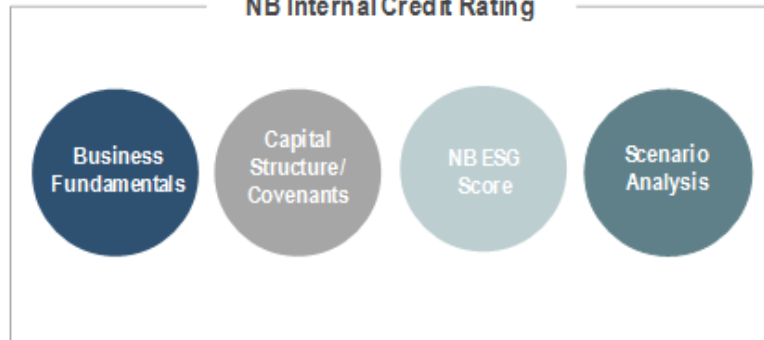 NB Internal Credit Rating
Business
Fundamentals
Capital
Structure/
Covenants
NB ESG
Score
Scenario
Analysis